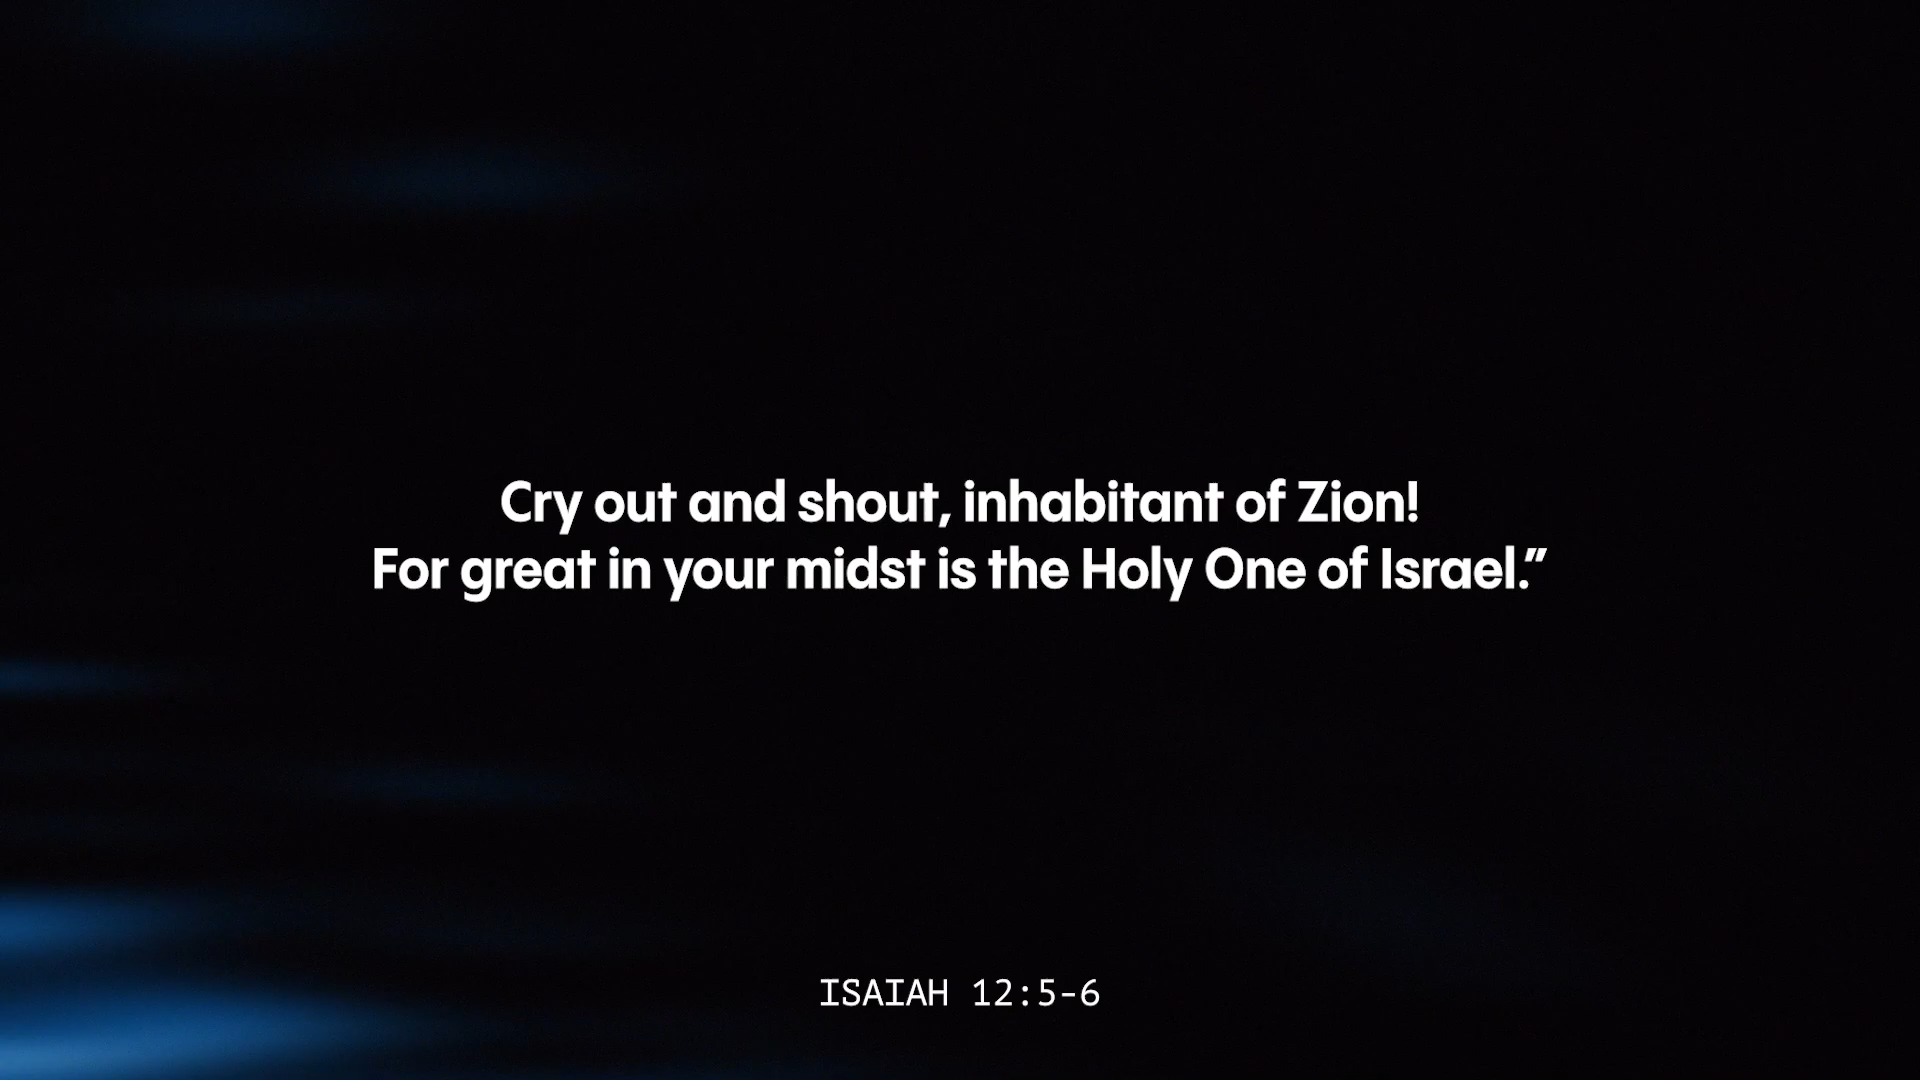 Cry out and shout, inhabitant of Zion!
For great in your midst is the Holy One of Israel.”
ISAIAH 12:5-6